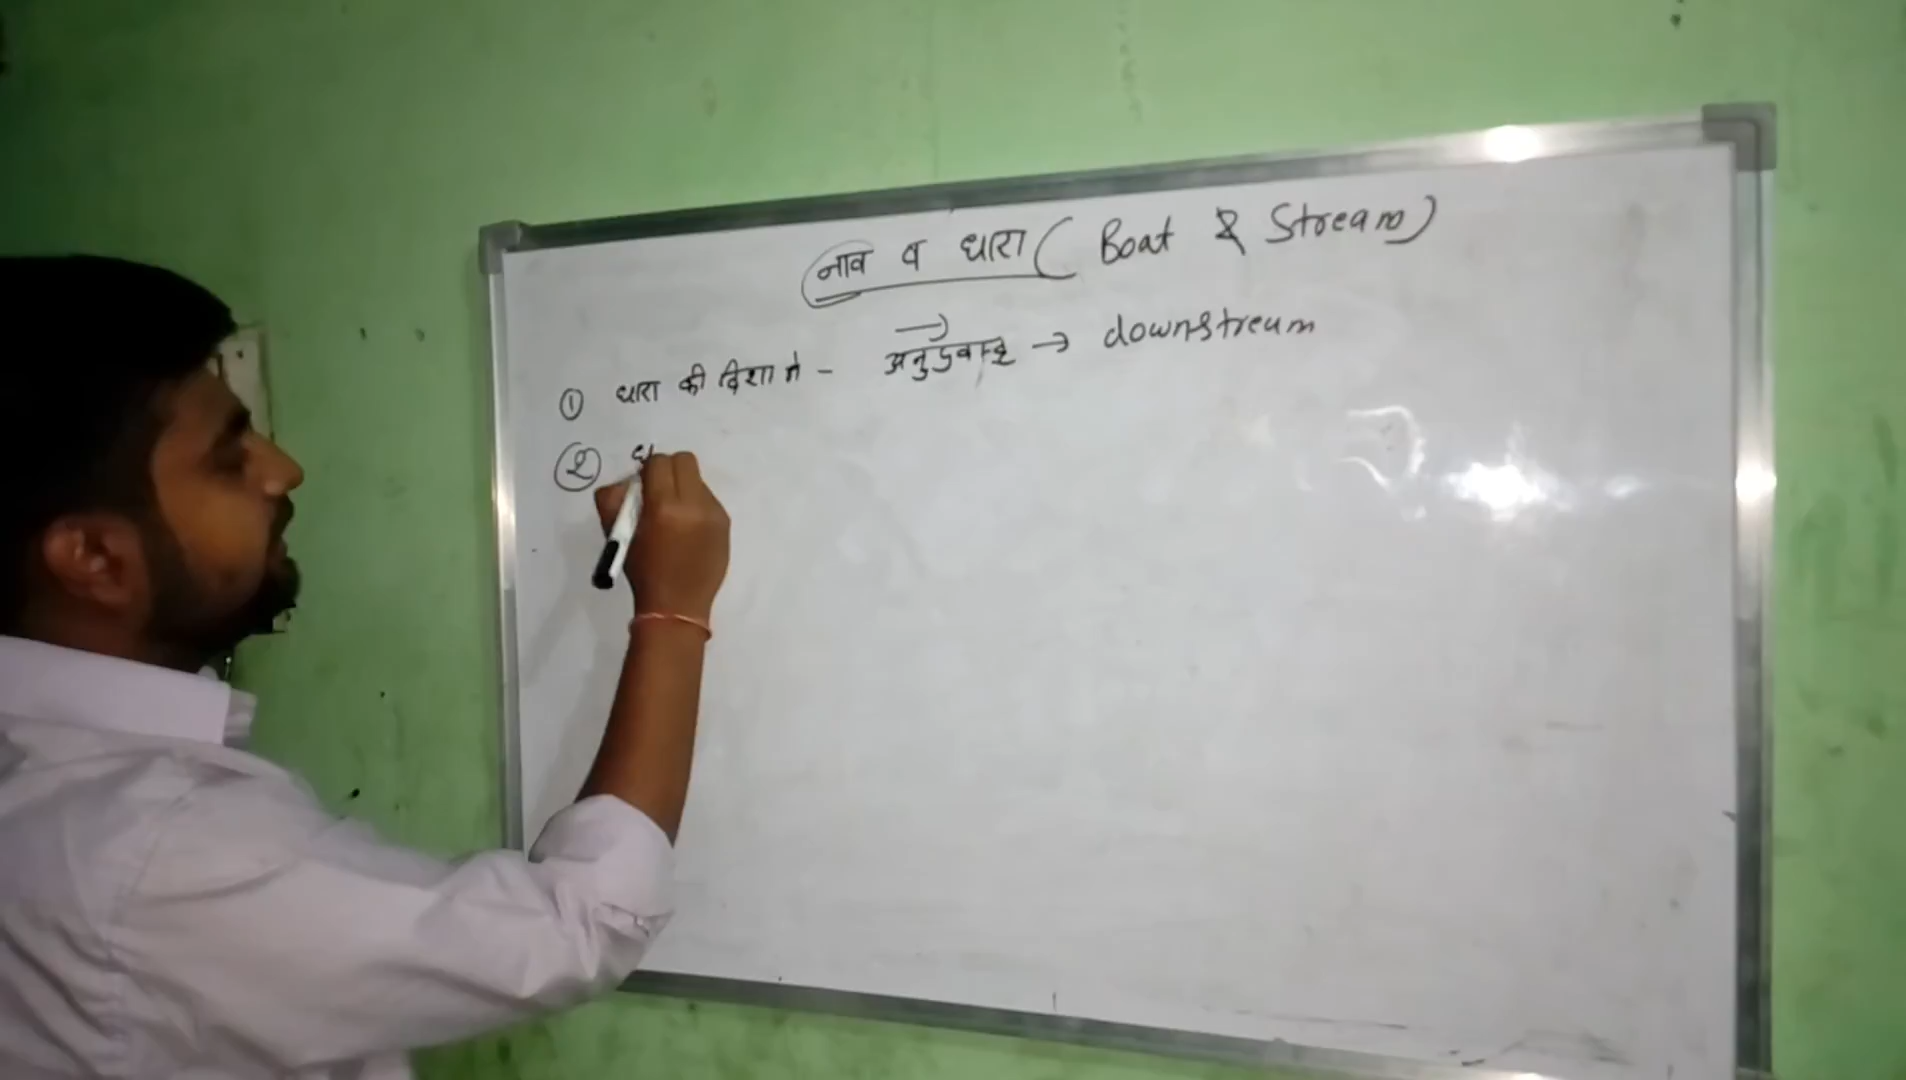 नाव व धारा ( Boat & Stream)
① धारा की दिशा मे - अनुप्रवाह → downstream
② धा